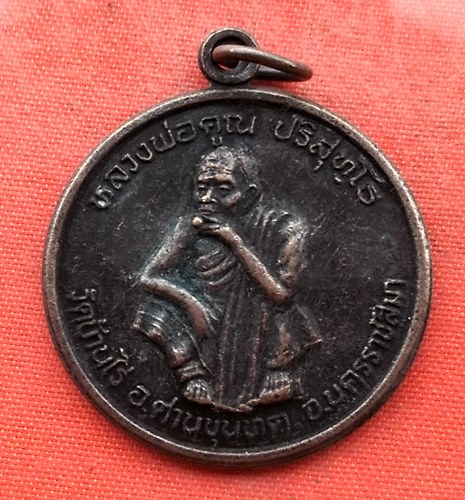 หลวงพ่อคูณ ปริสุทฺโธ
วัดบ้านไร่ อ.ด่านขุนทด จ.นครราชสีมา